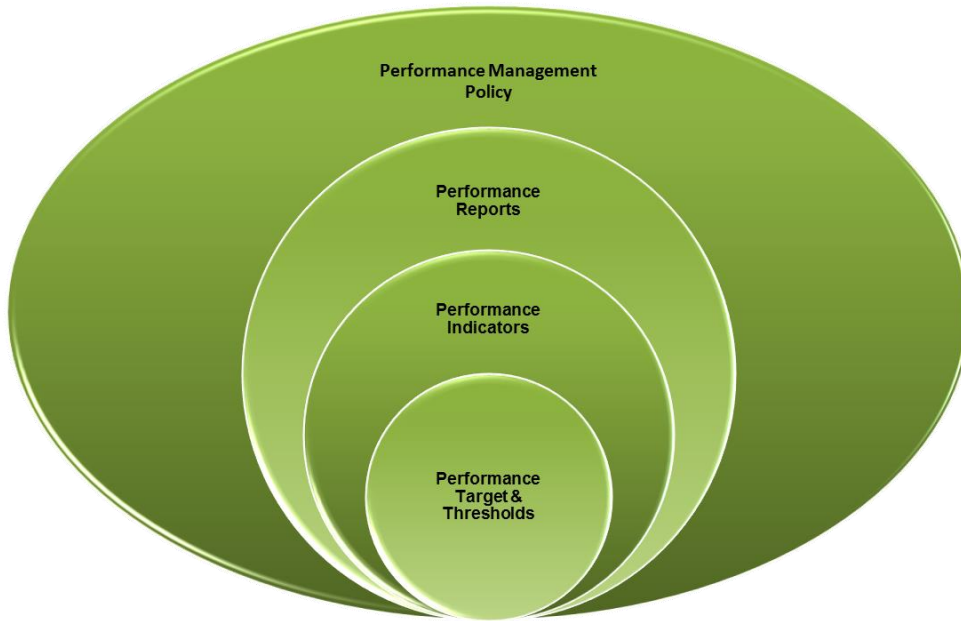 Performance Management
Policy
Performance
Reports
Performance
Indicators
Performance
Target &
Thresholds